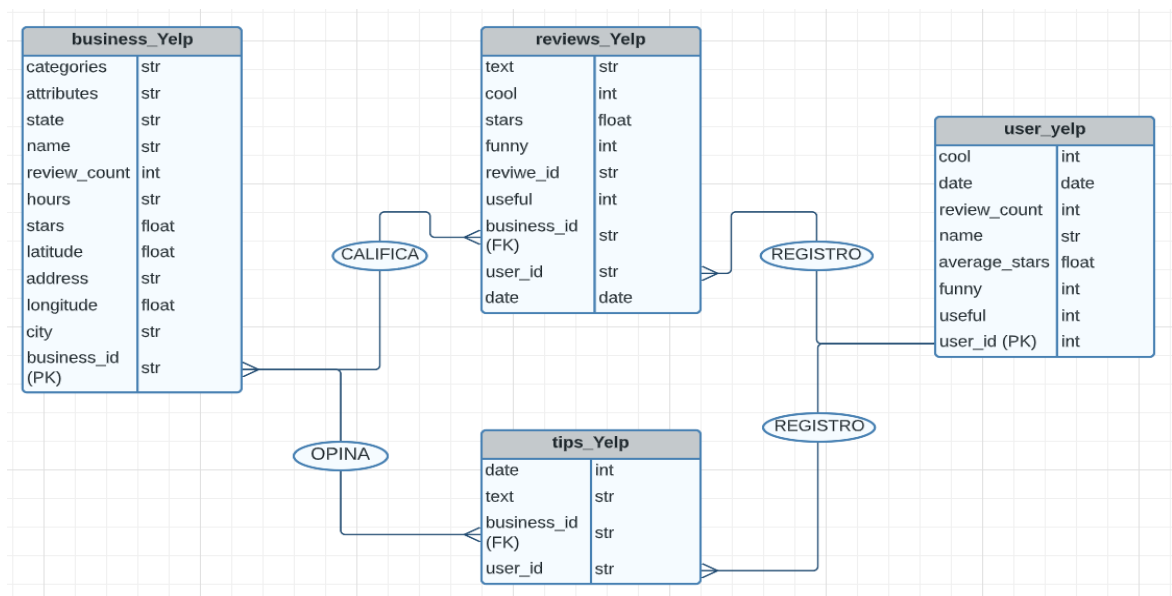 business_Yelp
categories str
attributes str
state str
name str
review_count int
hours str
stars float
latitude float
address str
longitude float
city str
business_id
(PK) str
CALIFICA
OPINA
reviews_Yelp
text str
cool int
stars float
funny int
reviwe_id str
useful int
business_id
(FK) str
user_id str
date date
tips_Yelp
date int
text str
business_id
(FK) str
user_id str
REGISTRO
REGISTRO
user_yelp
cool int
date date
review_count int
name str
average_stars float
funny int
useful int
user_id (PK) int